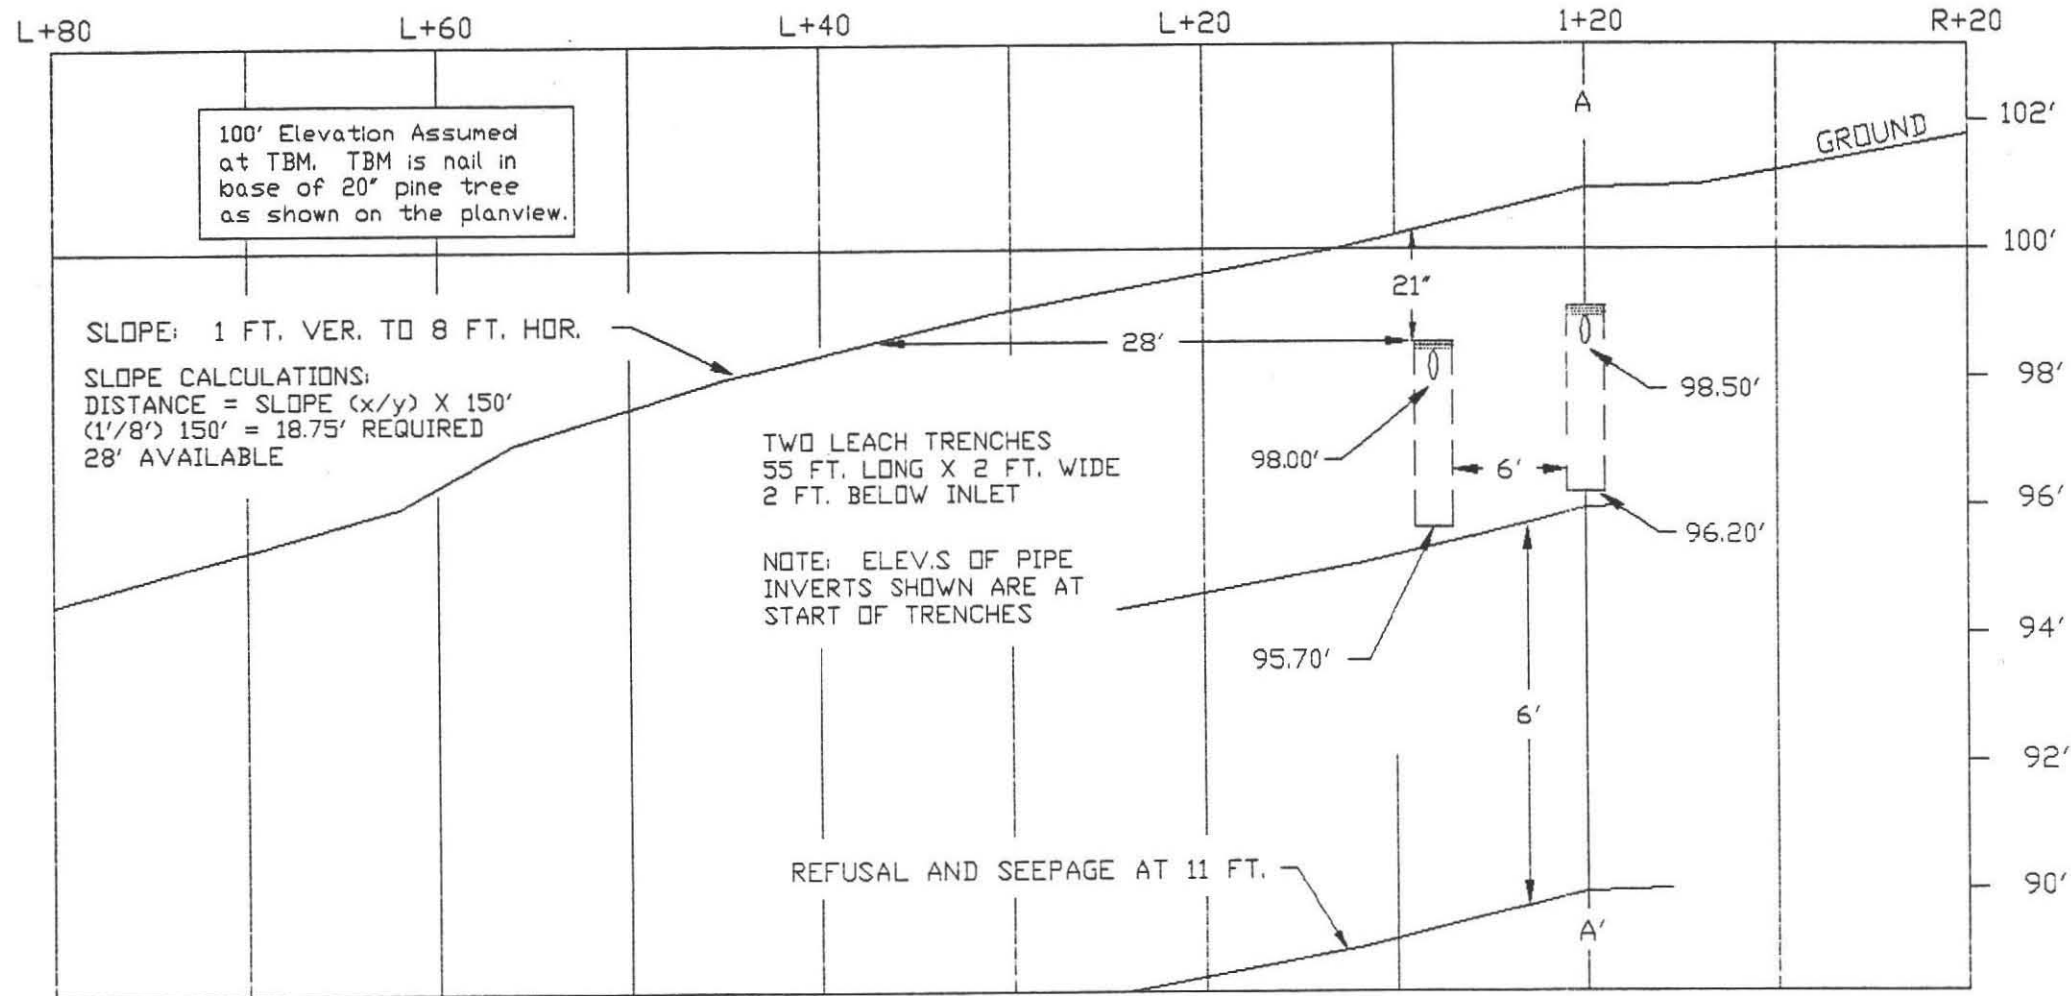 L+80 L+60 L+40 L+20 1+20 R+20
A
102'
GROUND
100' Elevation Assumed
at TBM. TBM is nail in
base of 20" pine tree
as shown on the planview.
100'
21"
SLOPE: 1 FT. VER. TO 8 FT. HOR.
28'
98'
SLOPE CALCULATIONS:
DISTANCE = SLOPE (x/y) X 150'
(1'/8') 150' = 18.75' REQUIRED
28' AVAILABLE
98.50'
TWO LEACH TRENCHES
55 FT. LONG X 2 FT. WIDE
2 FT. BELOW INLET
98.00'
6'
96'
96.20'
NOTE: ELEV.S OF PIPE
INVERTS SHOWN ARE AT
START OF TRENCHES
94'
95.70'
6'
92'
REFUSAL AND SEEPAGE AT 11 FT.
90'
A'